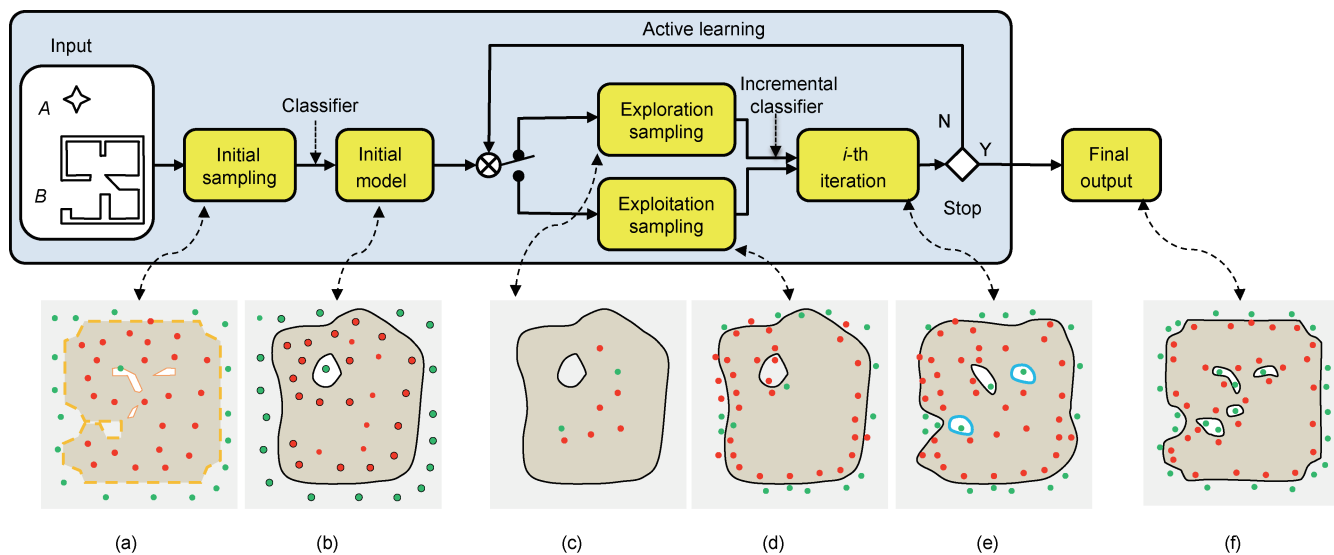 Active learning
Input
Incremental
classifier
Classifier
A
Exploration
sampling
N
Initial
sampling
Initial
model
i-th
iteration
Y
Final
output
B
Exploitation
sampling
Stop
(a)
(b)
(c)
(d)
(e)
(f)